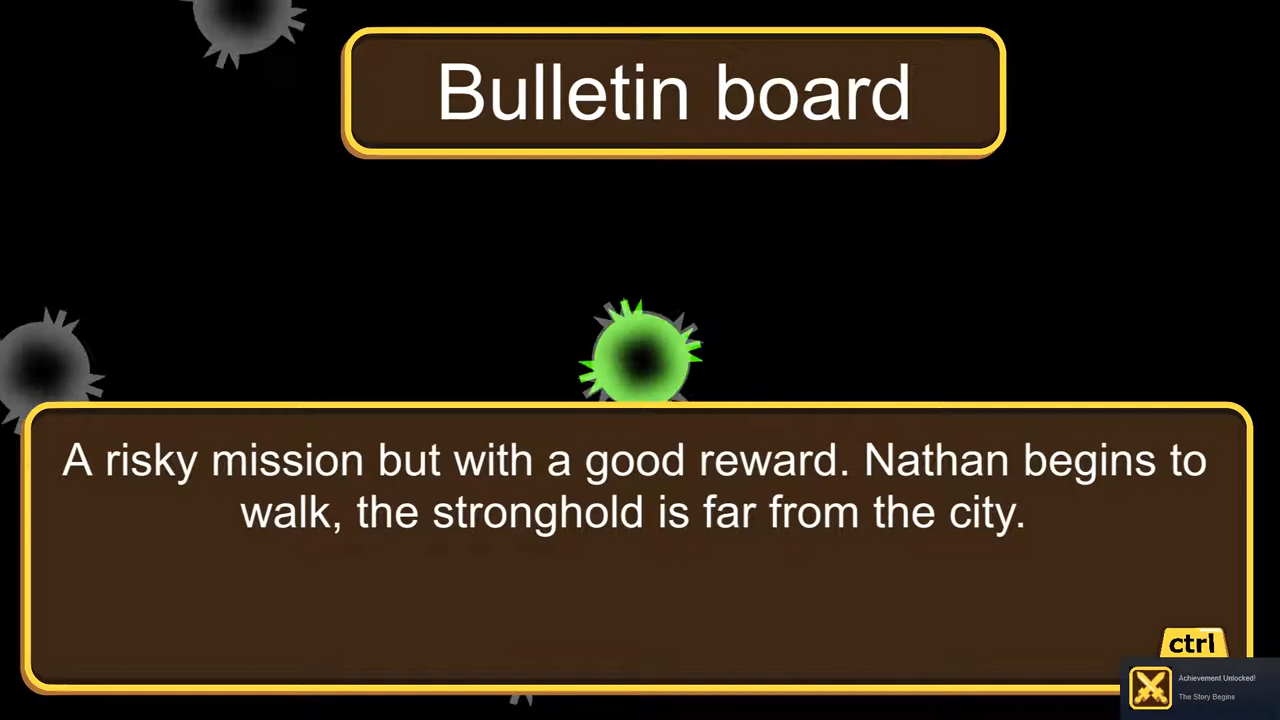 Bulletin board
A risky mission but with a good reward. Nathan begins to
walk, the stronghold is far from the city.
ctrl
Achievement Unlocked!
The Story Begins